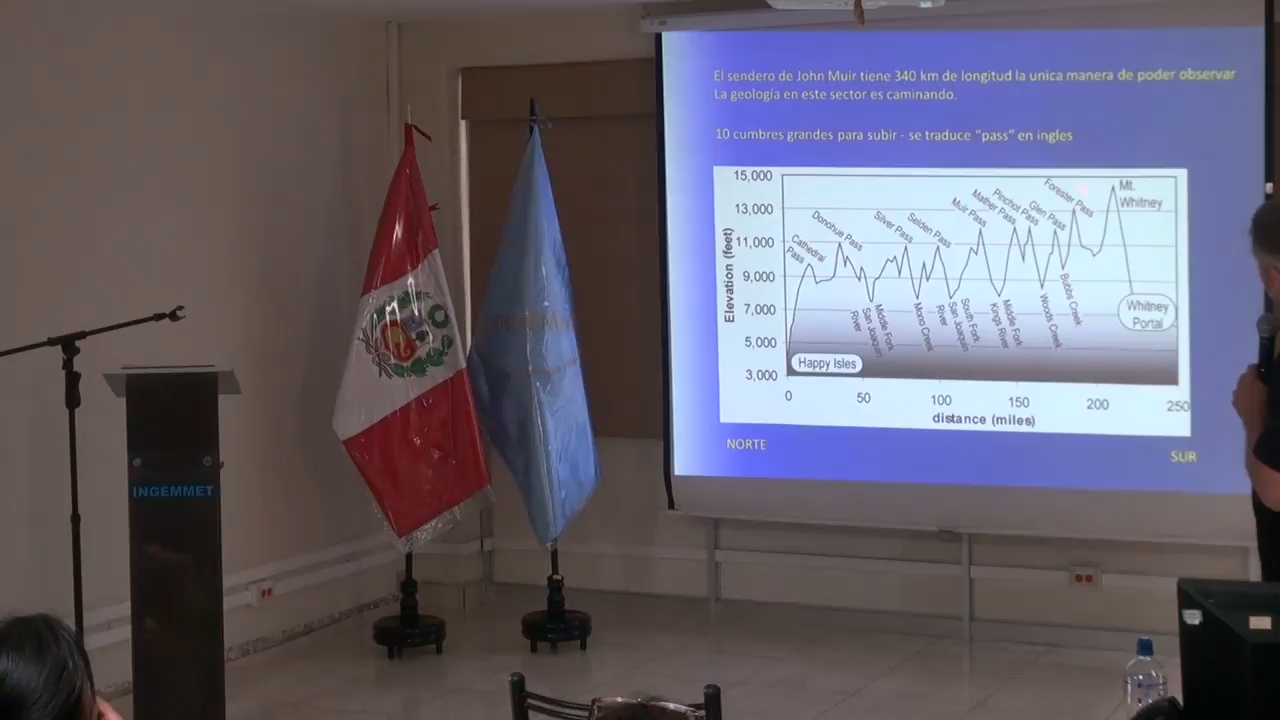 El sendero de John Muir tiene 340 km de longitud la unica manera de poder observar
La geología en este sector es caminando.
10 cumbres grandes para subir - se traduce "pass" en ingles
15,000
13,000
11,000
9,000
7,000
5,000
3,000
Elevation (feet)
Cathedral
Pass
Donohue Pass
Silver Pass
Selden Pass
Muir Pass
Mather Pass
Pinchot Pass
Glen Pass
Forester Pass
Mt.
Whitney
Middle Fork
San Joaquin
River
Mono Creek
South Fork
San Joaquin
River
Middle Fork
Kings River
Woods Creek
Bubbs Creek
Whitney
Portal
Happy Isles
0
50
100
150
200
250
distance (miles)
NORTE
SUR
INGEMMET